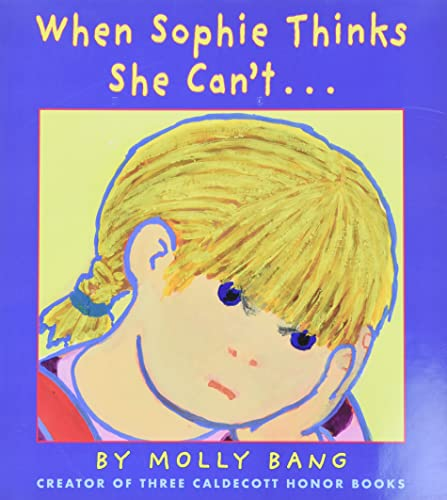 When Sophie Thinks
She Can't...
BY MOLLY BANG
CREATOR OF THREE CALDECOTT HONOR BOOKS